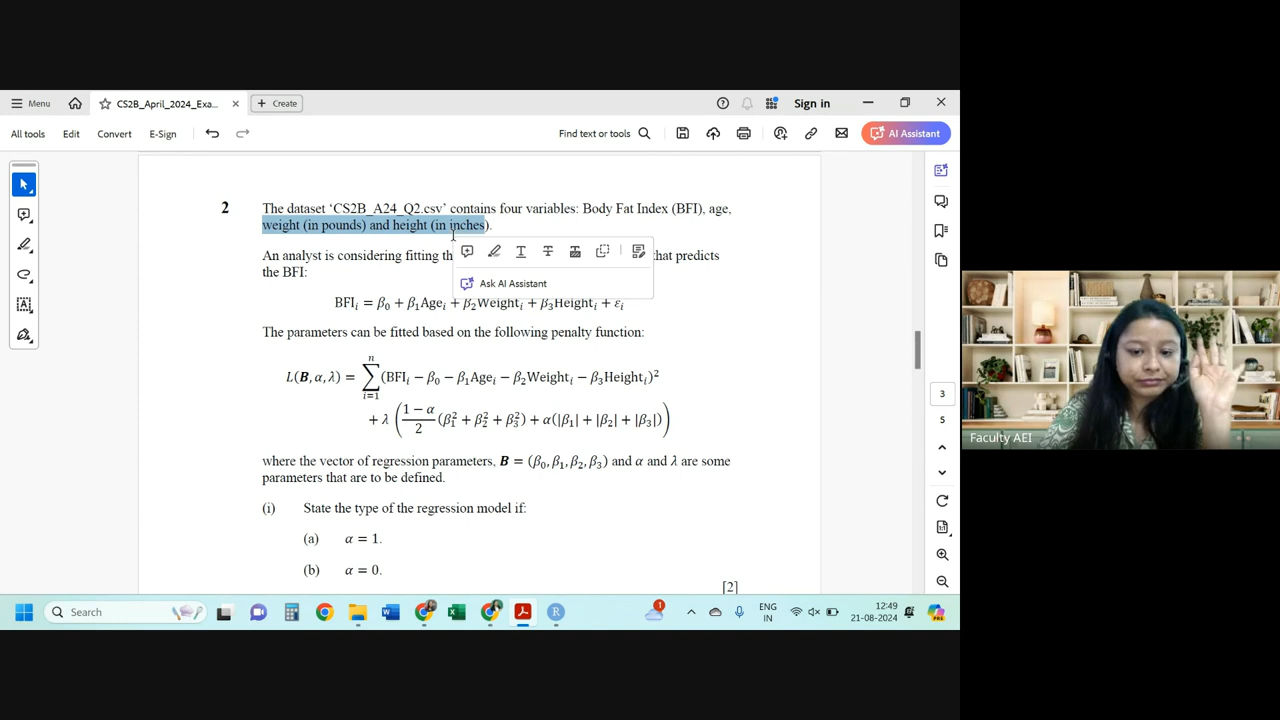 Menu
CS2B_April_2024_Exa...
Create
Sign in
All tools
Edit
Convert
E-Sign
Find text or tools
AI Assistant
2
The dataset ‘CS2B_A24_Q2.csv’ contains four variables: Body Fat Index (BFI), age,
weight (in pounds) and height (in inches).
An analyst is considering fitting th
that predicts
the BFI:
Ask AI Assistant
BFIᵢ = β₀ + β₁Ageᵢ + β₂Weightᵢ + β₃Heightᵢ + εᵢ
The parameters can be fitted based on the following penalty function:
L(B, α, λ) = ∑ᵢ₌₁ⁿ (BFIᵢ − β₀ − β₁Ageᵢ − β₂Weightᵢ − β₃Heightᵢ)²
+ λ ( (1 − α)/2 (β₁² + β₂² + β₃²) + α(|β₁| + |β₂| + |β₃|) )
where the vector of regression parameters, B = (β₀, β₁, β₂, β₃) and α and λ are some
parameters that are to be defined.
(i) State the type of the regression model if:
(a) α = 1.
(b) α = 0.
[2]
3
5
Faculty AEI
Search
1
ENG
IN
12:49
21-08-2024